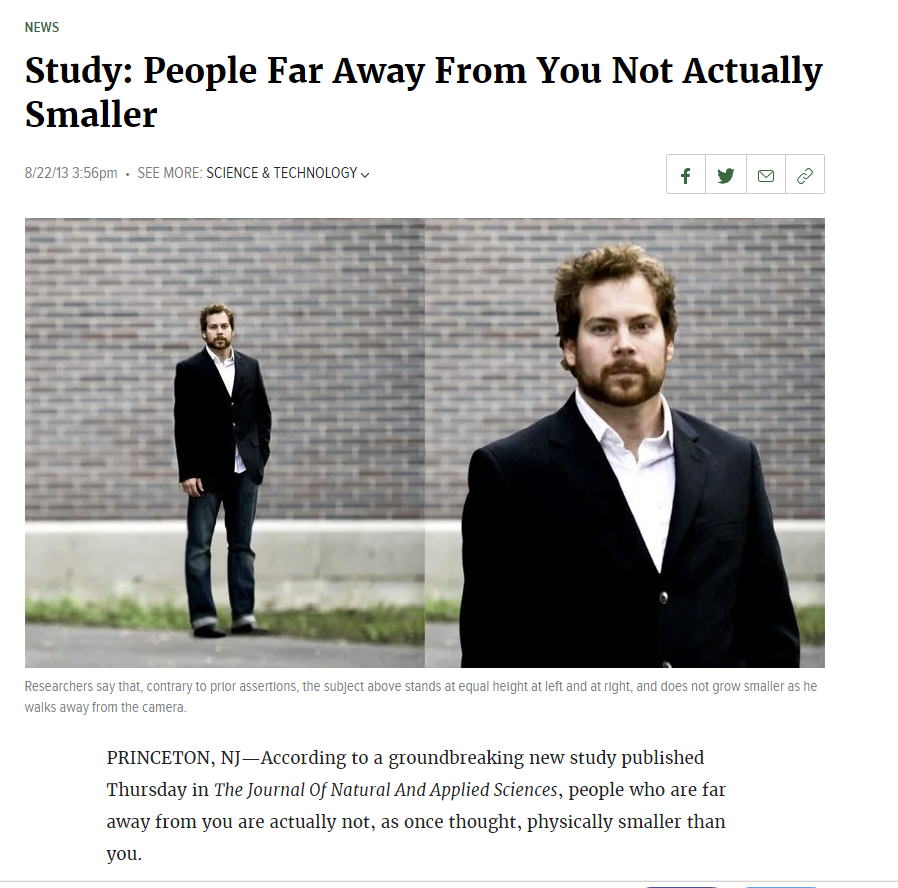 NEWS
Study: People Far Away From You Not Actually
Smaller
8/22/13 3:56pm • SEE MORE: SCIENCE & TECHNOLOGY
Researchers say that, contrary to prior assertions, the subject above stands at equal height at left and at right, and does not grow smaller as he
walks away from the camera.
PRINCETON, NJ—According to a groundbreaking new study published
Thursday in The Journal Of Natural And Applied Sciences, people who are far
away from you are actually not, as once thought, physically smaller than
you.